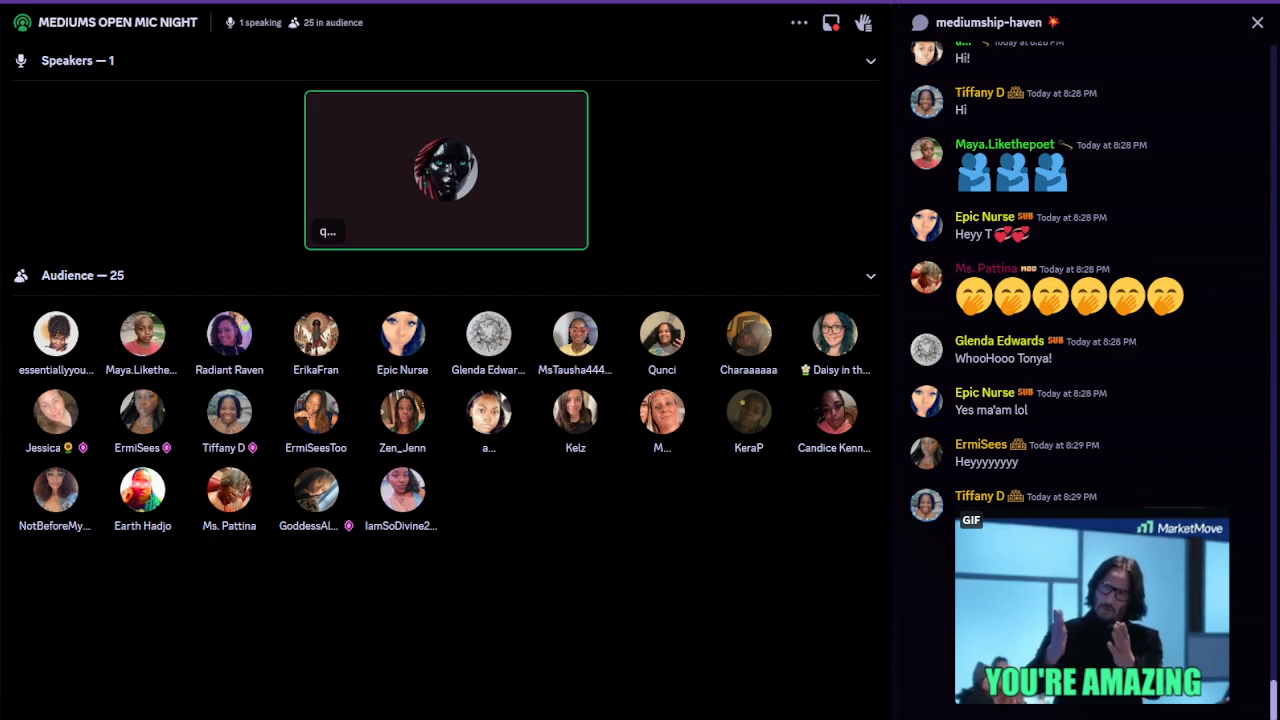 MEDIUMS OPEN MIC NIGHT
1 speaking
25 in audience
Speakers — 1
q...
Audience — 25
essentiallyyou...
Maya.Likethe...
Radiant Raven
ErikaFran
Epic Nurse
Glenda Edwar...
MsTausha444...
Qunci
Charaaaaaa
Daisy in th...
Jessica
ErmiSees
Tiffany D
ErmiSeesToo
Zen_Jenn
a...
Kelz
M...
KeraP
Candice Kenn...
NotBeforeMy...
Earth Hadjo
Ms. Pattina
GoddessAl...
IamSoDivine2...
mediumship-haven
a... Today at 8:28 PM
Hi!
Tiffany D Today at 8:28 PM
Hi
Maya.Likethepoet Today at 8:28 PM
Epic Nurse SUB Today at 8:28 PM
Heyy T
Ms. Pattina MOD Today at 8:28 PM
Glenda Edwards SUB Today at 8:28 PM
WhooHooo Tonya!
Epic Nurse SUB Today at 8:28 PM
Yes ma'am lol
ErmiSees Today at 8:29 PM
Heyyyyyyyy
Tiffany D Today at 8:29 PM
GIF
MarketMove
YOU'RE AMAZING